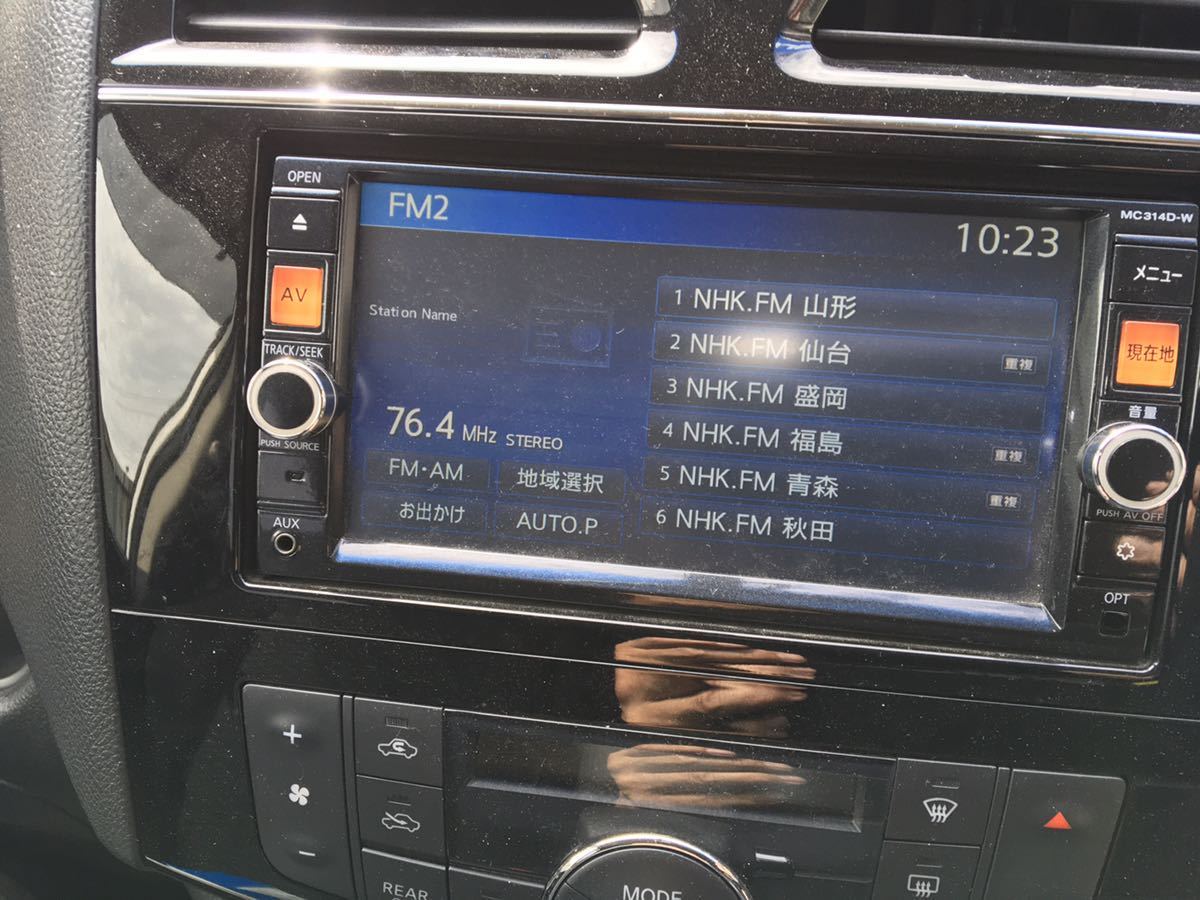 OPEN
AV
TRACK/SEEK
PUSH SOURCE
AUX
FM2
10:23
Station Name
76.4 MHz STEREO
FM・AM 地域選択
お出かけ AUTO.P
1 NHK.FM 山形
2 NHK.FM 仙台 重複
3 NHK.FM 盛岡
4 NHK.FM 福島 重複
5 NHK.FM 青森 重複
6 NHK.FM 秋田
MC314D-W
メニュー
現在地
音量
PUSH AV OFF
OPT
+
−
REAR
MODE